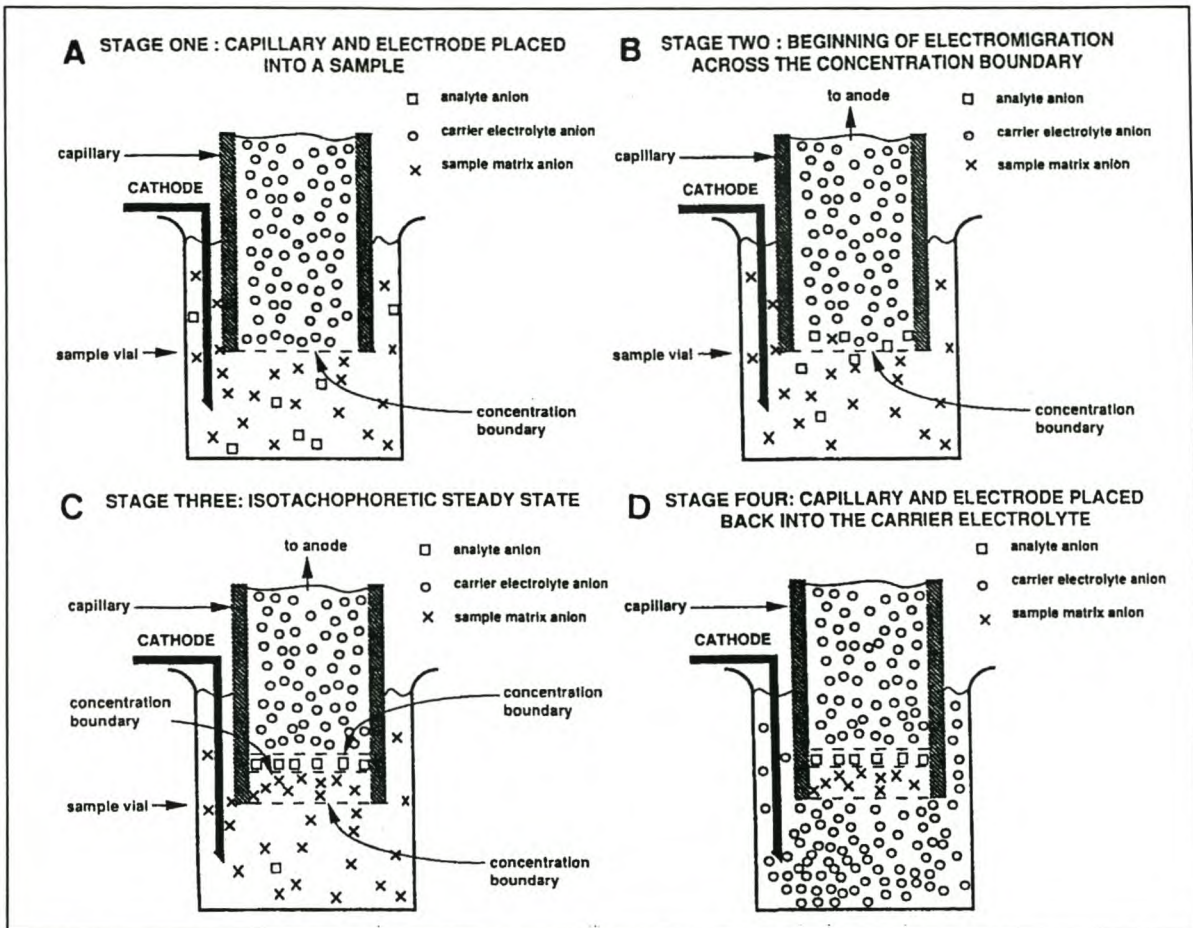 A STAGE ONE : CAPILLARY AND ELECTRODE PLACED
INTO A SAMPLE
analyte anion
carrier electrolyte anion
sample matrix anion
capillary
CATHODE
sample vial
concentration
boundary
B STAGE TWO : BEGINNING OF ELECTROMIGRATION
ACROSS THE CONCENTRATION BOUNDARY
to anode
analyte anion
carrier electrolyte anion
sample matrix anion
capillary
CATHODE
sample vial
concentration
boundary
C STAGE THREE: ISOTACHOPHORETIC STEADY STATE
to anode
analyte anion
carrier electrolyte anion
sample matrix anion
capillary
CATHODE
concentration
boundary
concentration
boundary
sample vial
concentration
boundary
D STAGE FOUR: CAPILLARY AND ELECTRODE PLACED
BACK INTO THE CARRIER ELECTROLYTE
analyte anion
carrier electrolyte anion
sample matrix anion
capillary
CATHODE